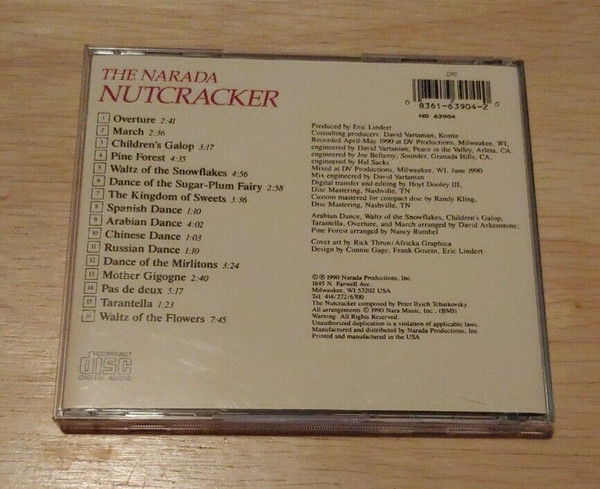 THE NARADA
NUTCRACKER
CRC
0 8361-63904-2 0
ND 63904
1 Overture 2:41
2 March 2:36
3 Children's Galop 3:17
4 Pine Forest 4:35
5 Waltz of the Snowflakes 4:56
6 Dance of the Sugar-Plum Fairy 2:58
7 The Kingdom of Sweets 3:36
8 Spanish Dance 1:10
9 Arabian Dance 4:02
10 Chinese Dance 1:03
11 Russian Dance 1:10
12 Dance of the Mirlitons 3:24
13 Mother Gigogne 2:40
14 Pas de deux 5:17
15 Tarantella 1:23
16 Waltz of the Flowers 7:45
COMPACT
disc
DIGITAL AUDIO
Produced by Eric Lindert
Consulting producers, David Vartanian, Kostia
Recorded April-May 1990 at DV Productions, Milwaukee, WI,
engineered by David Vartanian; Peace in the Valley, Arleta, CA,
engineered by Joe Bellamy; Sounder, Granada Hills, CA,
engineered by Hal Sacks
Mixed at DV Productions, Milwaukee, WI, June 1990
Mix engineered by David Vartanian
Digital transfer and editing by Hoyt Dooley III,
Disc Mastering, Nashville, TN
Custom mastered for compact disc by Randy Kling,
Disc Mastering, Nashville, TN
Arabian Dance, Waltz of the Snowflakes, Children's Galop,
Tarantella, Overture, and March arranged by David Arkenstone;
Pine Forest arranged by Nancy Rumbel
Cover art by Rick Thrun/Africka Graphica
Design by Connie Gage, Frank Gostin, Eric Lindert
© ℗ 1990 Narada Productions, Inc.
1845 N. Farwell Ave.
Milwaukee, WI 53202 USA
Tel. 414/272/6700
The Nutcracker composed by Peter Ilysch Tchaikovsky
All arrangements © 1990 Nara Music, Inc. (BMI)
Warning: All Rights Reserved.
Unauthorized duplication is a violation of applicable laws.
Manufactured and distributed by Narada Productions, Inc.
Printed and manufactured in the USA